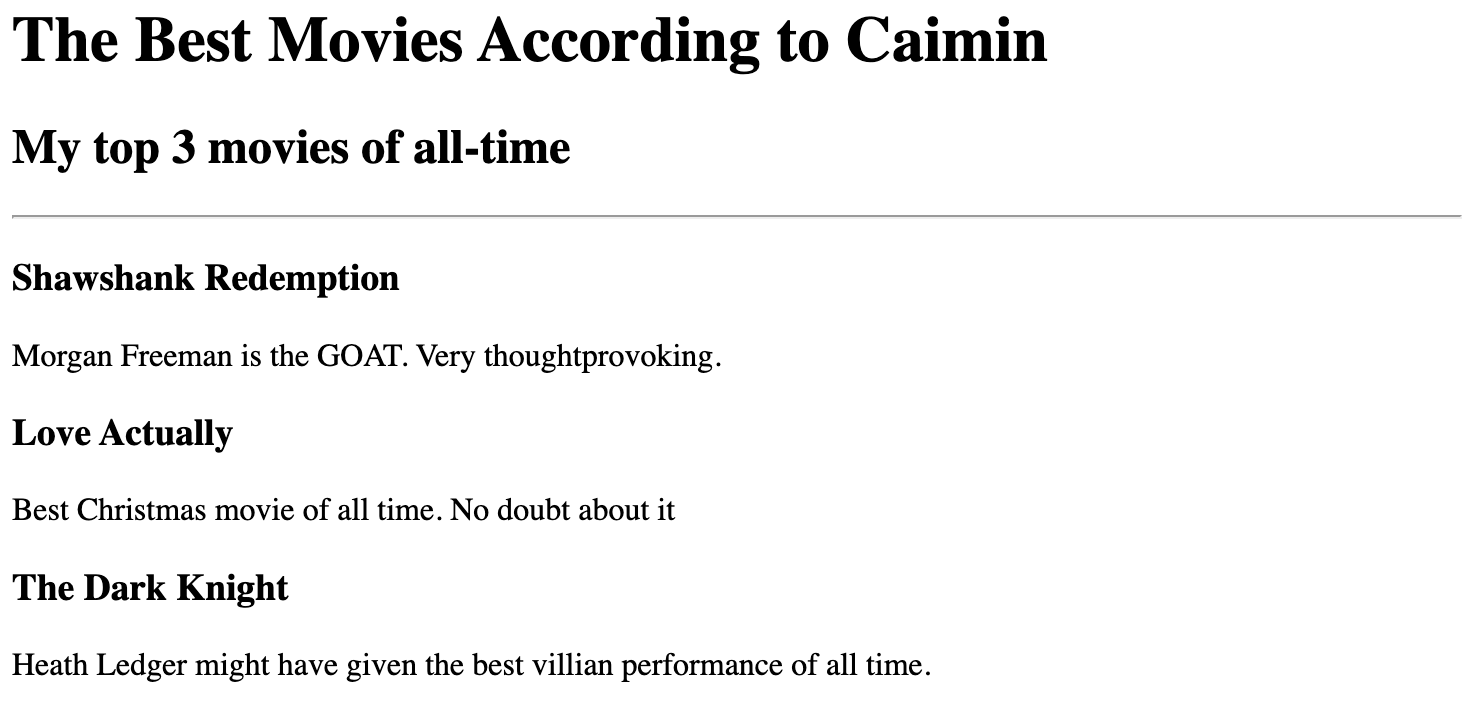 The Best Movies According to Caimin
My top 3 movies of all-time
Shawshank Redemption
Morgan Freeman is the GOAT. Very thoughtprovoking.
Love Actually
Best Christmas movie of all time. No doubt about it
The Dark Knight
Heath Ledger might have given the best villian performance of all time.